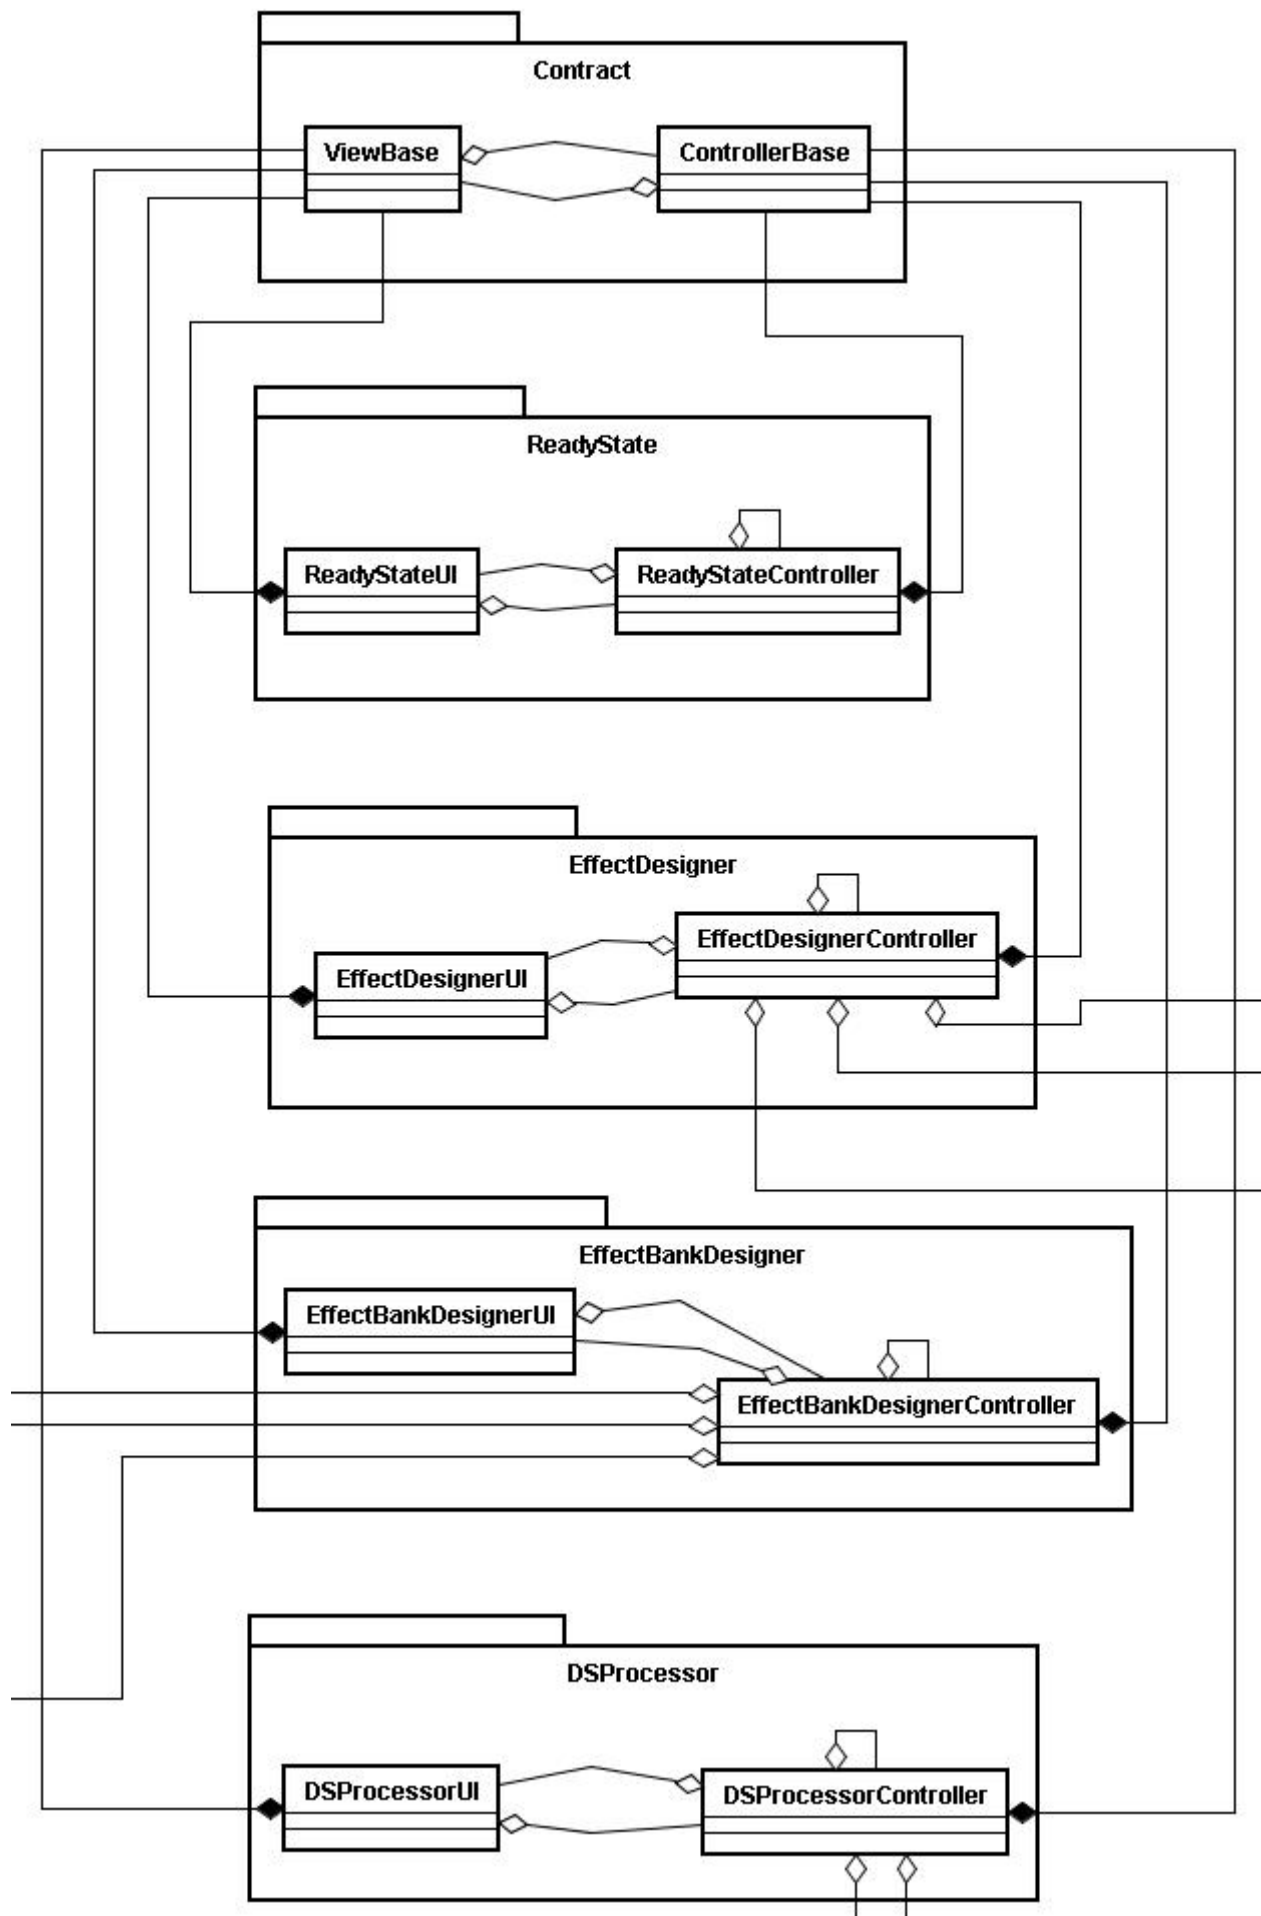 Contract
ViewBase
ControllerBase
ReadyState
ReadyStateUI
ReadyStateController
EffectDesigner
EffectDesignerController
EffectDesignerUI
EffectBankDesigner
EffectBankDesignerUI
EffectBankDesignerController
DSProcessor
DSProcessorUI
DSProcessorController